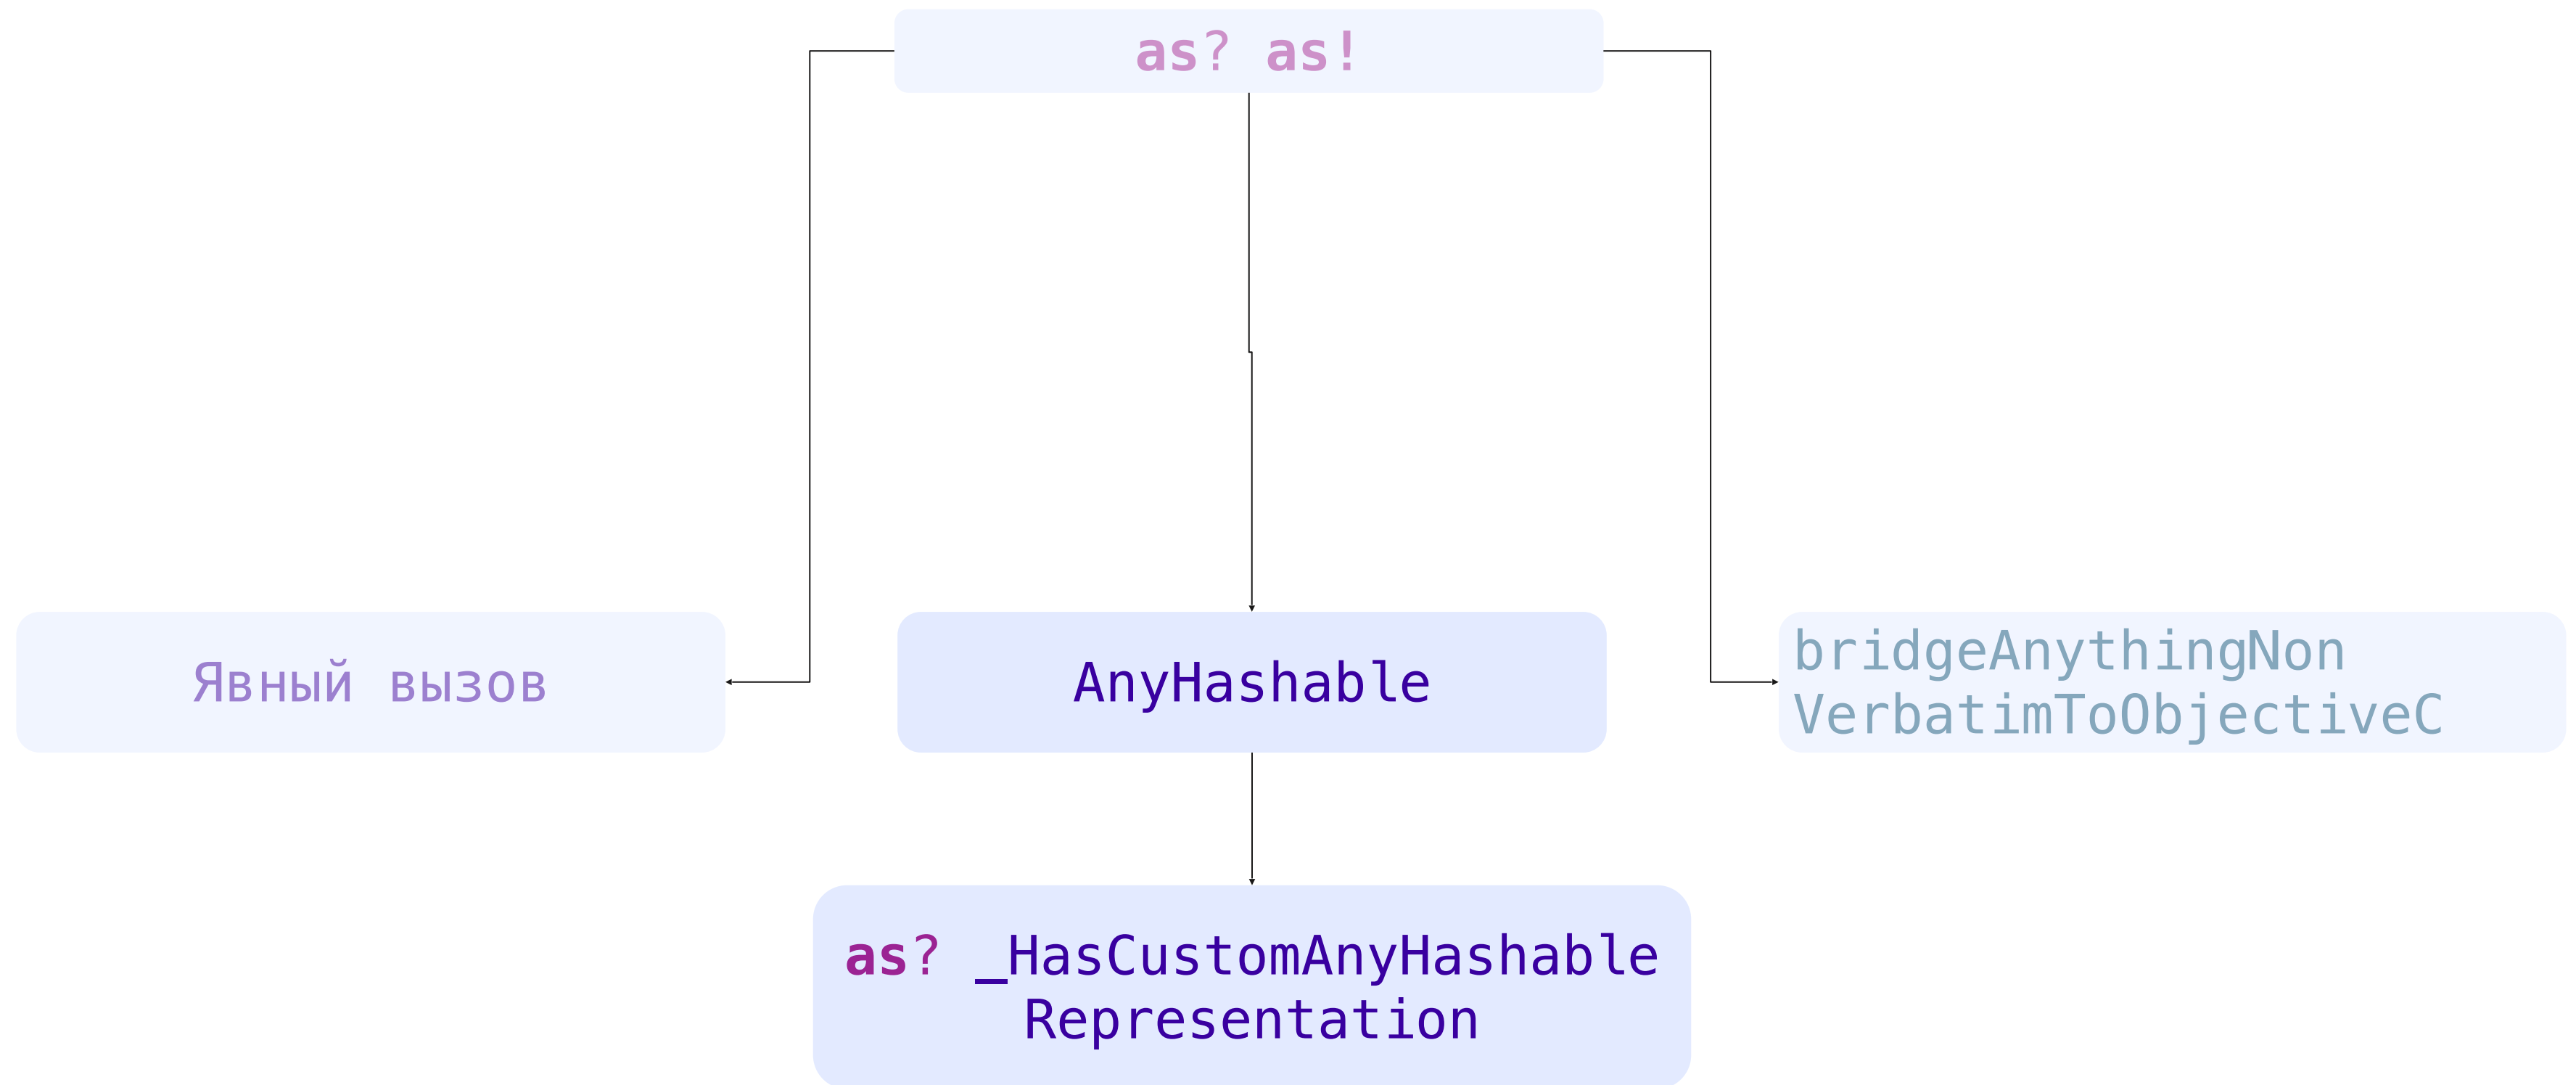 as? as!
Явный вызов
AnyHashable
bridgeAnythingNon
VerbatimToObjectiveC
as? _HasCustomAnyHashable
Representation